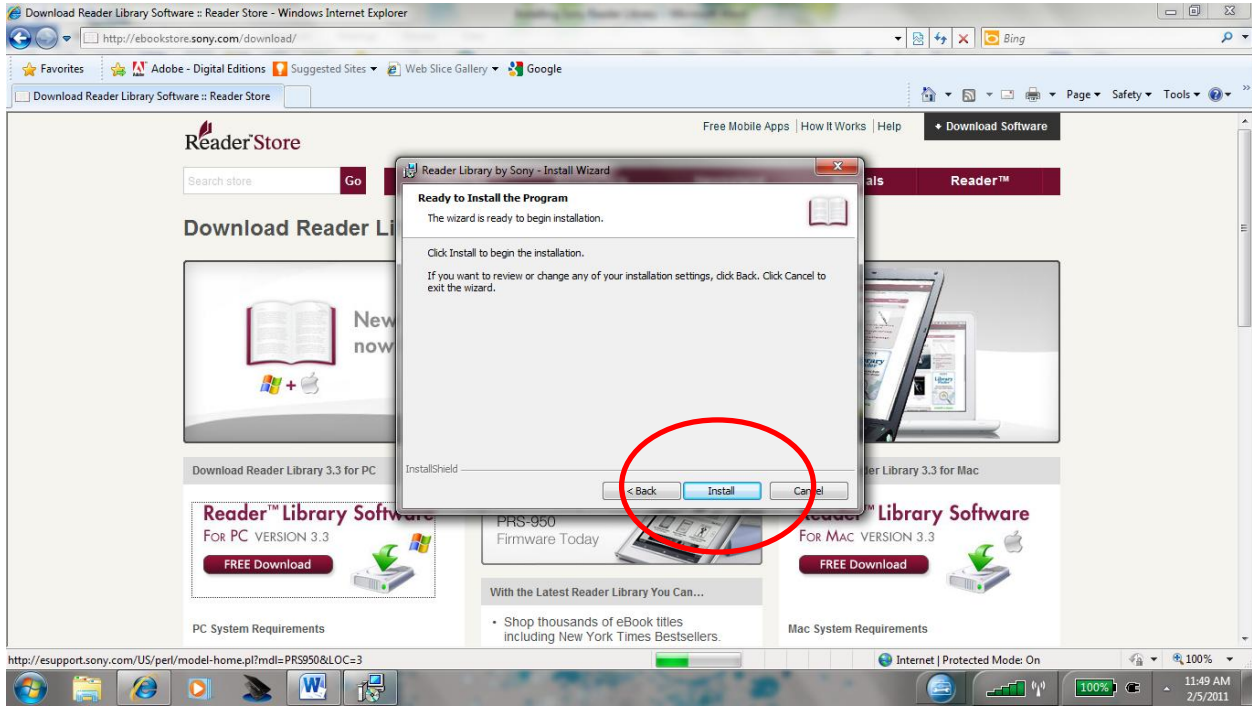 Download Reader Library Software :: Reader Store - Windows Internet Explorer
http://ebookstore.sony.com/download/
Bing
Favorites
Adobe - Digital Editions
Suggested Sites
Web Slice Gallery
Google
Download Reader Library Software :: Reader Store
Page
Safety
Tools
Reader Store
Free Mobile Apps | How It Works | Help
+ Download Software
Search store
Go
als
Reader™
Download Reader Li
Reader Library by Sony - Install Wizard
Ready to Install the Program
The wizard is ready to begin installation.
Click Install to begin the installation.
If you want to review or change any of your installation settings, click Back. Click Cancel to
exit the wizard.
InstallShield
< Back
Install
Cancel
New
now
+
Download Reader Library 3.3 for PC
der Library 3.3 for Mac
Reader™ Library Software
FOR PC VERSION 3.3
FREE Download
PRS-950
Firmware Today
Reader™ Library Software
FOR MAC VERSION 3.3
FREE Download
With the Latest Reader Library You Can...
PC System Requirements
• Shop thousands of eBook titles
including New York Times Bestsellers.
Mac System Requirements
http://esupport.sony.com/US/perl/model-home.pl?mdl=PRS950&LOC=3
Internet | Protected Mode: On
100%
100%
11:49 AM
2/5/2011